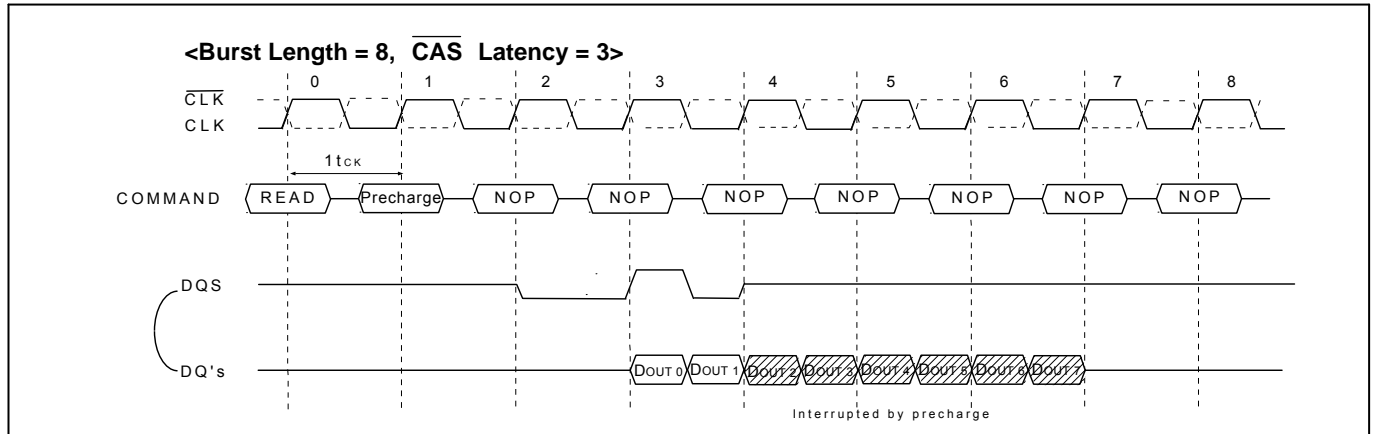 <Burst Length = 8, CAS Latency = 3>
0 1 2 3 4 5 6 7 8
CLK
CLK
1tCK
COMMAND READ Precharge NOP NOP NOP NOP NOP NOP NOP
DQS
DQ's DOUT 0 DOUT 1 DOUT 2 DOUT 3 DOUT 4 DOUT 5 DOUT 6 DOUT 7
Interrupted by precharge